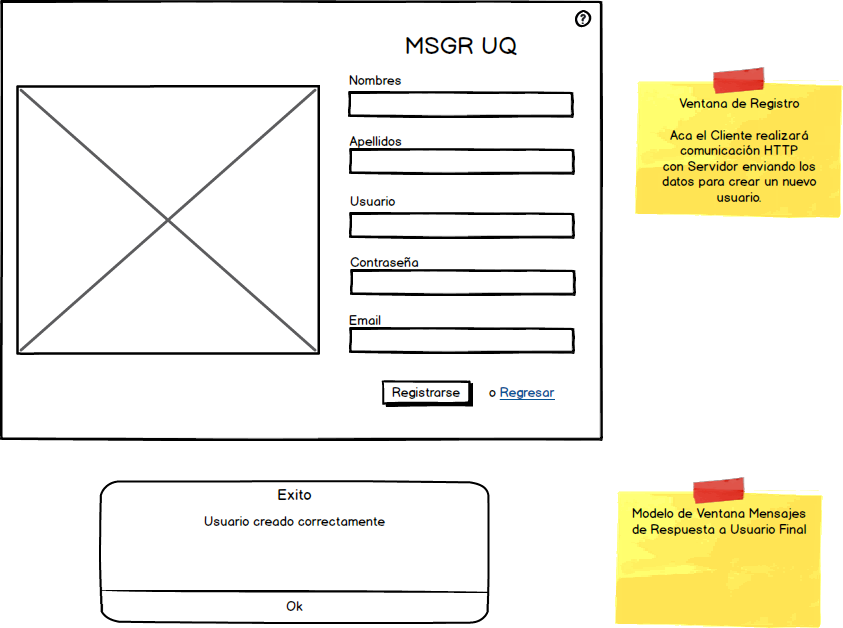 ?
MSGR UQ
Nombres
Apellidos
Usuario
Contraseña
Email
Registrarse o Regresar
Ventana de Registro
Aca el Cliente realizará
comunicación HTTP
con Servidor enviando los
datos para crear un nuevo
usuario.
Exito
Usuario creado correctamente
Ok
Modelo de Ventana Mensajes
de Respuesta a Usuario Final